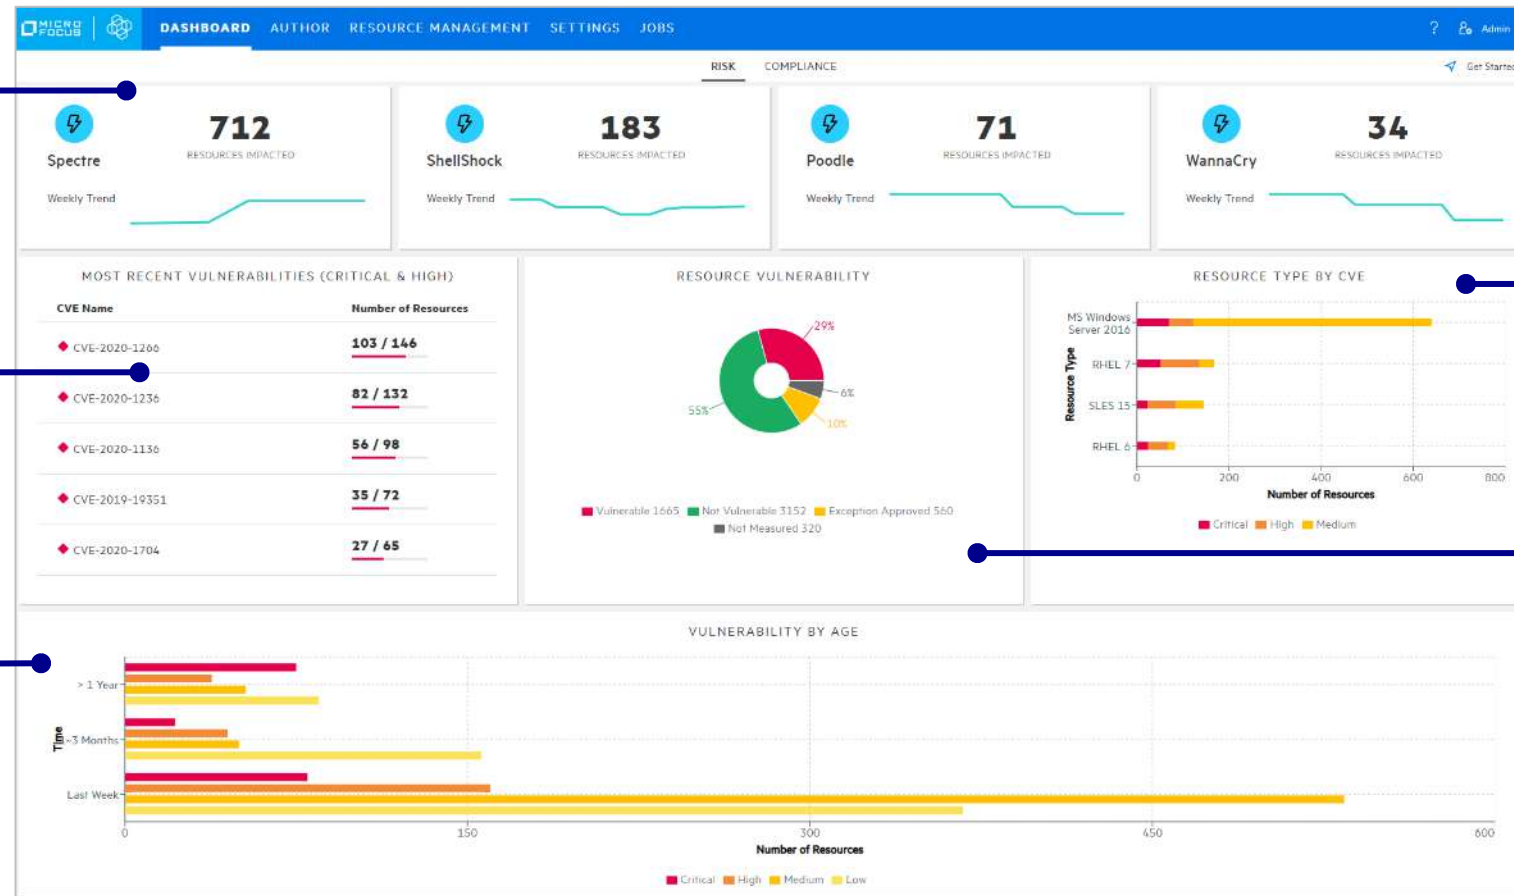 MICRO FOCUS
DASHBOARD AUTHOR RESOURCE MANAGEMENT SETTINGS JOBS ? Admin
RISK COMPLIANCE Get Started
Spectre
712
RESOURCES IMPACTED
Weekly Trend
ShellShock
183
RESOURCES IMPACTED
Weekly Trend
Poodle
71
RESOURCES IMPACTED
Weekly Trend
WannaCry
34
RESOURCES IMPACTED
Weekly Trend
MOST RECENT VULNERABILITIES (CRITICAL & HIGH)
CVE Name Number of Resources
CVE-2020-1266 103 / 146
CVE-2020-1236 82 / 132
CVE-2020-1136 56 / 98
CVE-2019-19351 35 / 72
CVE-2020-1704 27 / 65
RESOURCE VULNERABILITY
29%
6%
55%
10%
Vulnerable 1665 Not Vulnerable 3152 Exception Approved 560
Not Measured 320
RESOURCE TYPE BY CVE
Resource Type
MS Windows
Server 2016
RHEL 7
SLES 15
RHEL 6
0 200 400 600 800
Number of Resources
Critical High Medium
VULNERABILITY BY AGE
Time
> 1 Year
~3 Months
Last Week
0 150 300 450 600
Number of Resources
Critical High Medium Low